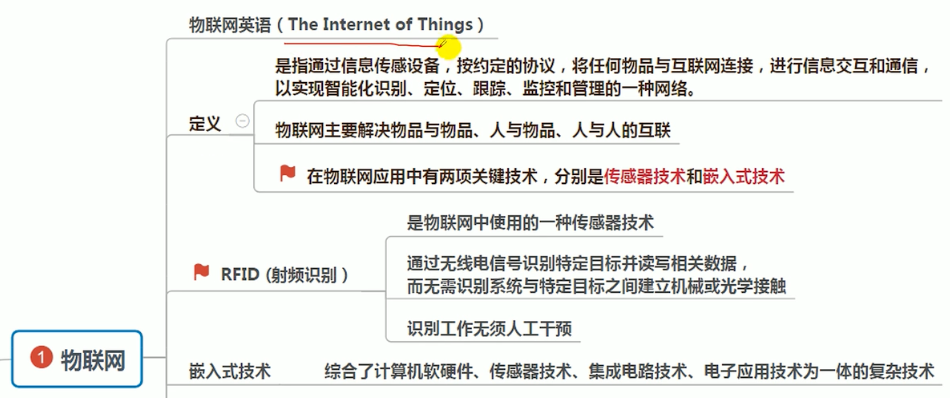 物联网英语（The Internet of Things）
是指通过信息传感设备，按约定的协议，将任何物品与互联网连接，进行信息交互和通信，
以实现智能化识别、定位、跟踪、监控和管理的一种网络。
定义
物联网主要解决物品与物品、人与物品、人与人的互联
在物联网应用中有两项关键技术，分别是传感器技术和嵌入式技术
是物联网中使用的一种传感器技术
RFID (射频识别）
通过无线电信号识别特定目标并读写相关数据，
而无需识别系统与特定目标之间建立机械或光学接触
识别工作无须人工干预
1 物联网
嵌入式技术 综合了计算机软硬件、传感器技术、集成电路技术、电子应用技术为一体的复杂技术